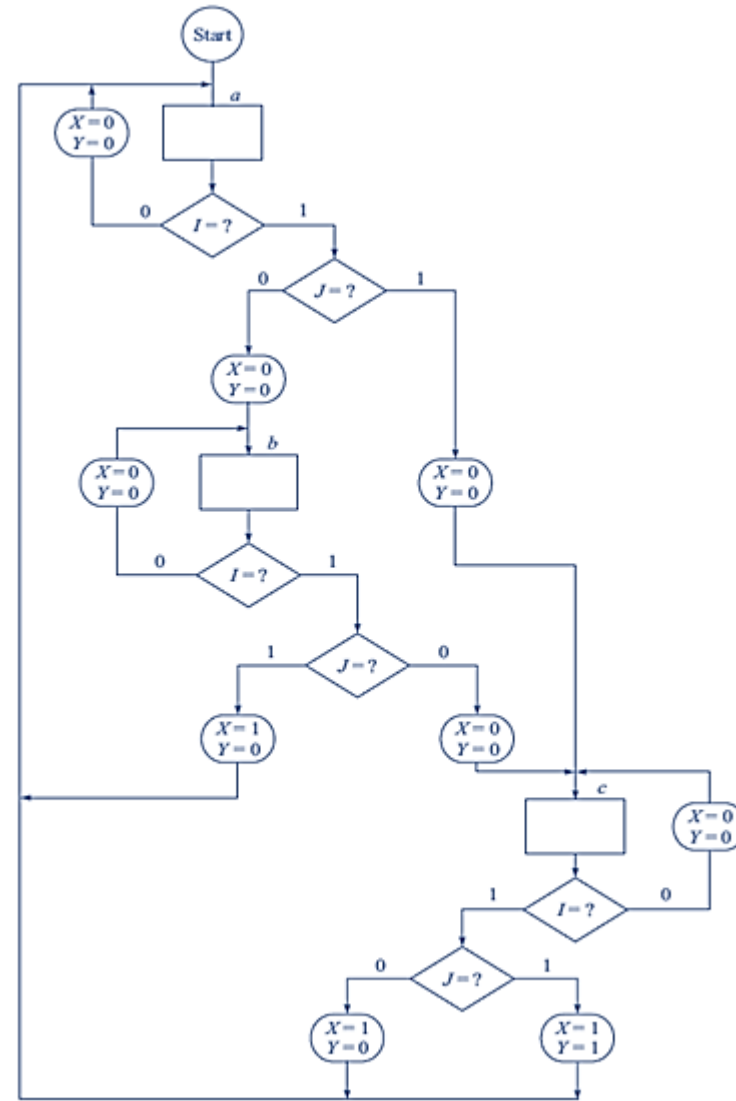 Start
a
X = 0
Y = 0
0
I = ?
1
0
J = ?
1
X = 0
Y = 0
b
X = 0
Y = 0
X = 0
Y = 0
0
I = ?
1
1
J = ?
0
X = 1
Y = 0
X = 0
Y = 0
c
X = 0
Y = 0
1
I = ?
0
0
J = ?
1
X = 1
Y = 0
X = 1
Y = 1